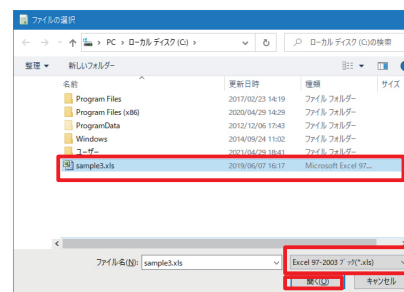 ファイルの選択
PC › ローカル ディスク (C:) ›
ローカル ディスク (C:)の検索
整理 新しいフォルダー
名前 更新日時 種類 サイズ
Program Files 2017/02/23 14:19 ファイル フォルダー
Program Files (x86) 2020/04/29 14:29 ファイル フォルダー
ProgramData 2012/12/06 17:43 ファイル フォルダー
Windows 2014/09/24 11:02 ファイル フォルダー
ユーザー 2021/04/29 18:41 ファイル フォルダー
sample3.xls 2019/06/07 16:17 Microsoft Excel 97...
ファイル名(N): sample3.xls Excel 97-2003 ブック(*.xls)
開く(O) キャンセル